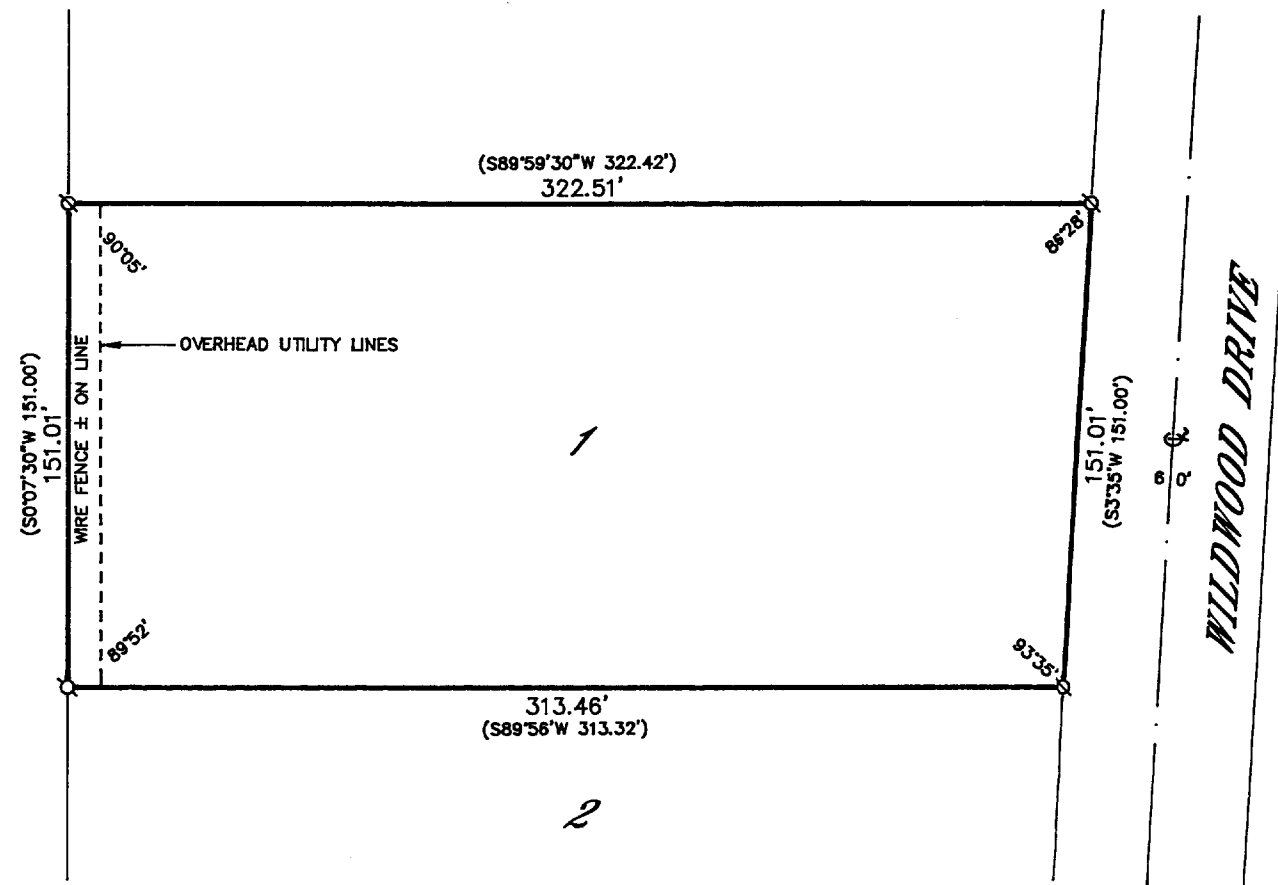 (S89°59'30"W 322.42')
322.51'
90°05'
86°28'
OVERHEAD UTILITY LINES
(S0°07'30"W 151.00')
151.01'
WIRE FENCE ± ON LINE
1
151.01'
(S3°35'W 151.00')
60'
WILDWOOD DRIVE
89°52'
93°35'
313.46'
(S89°56'W 313.32')
2